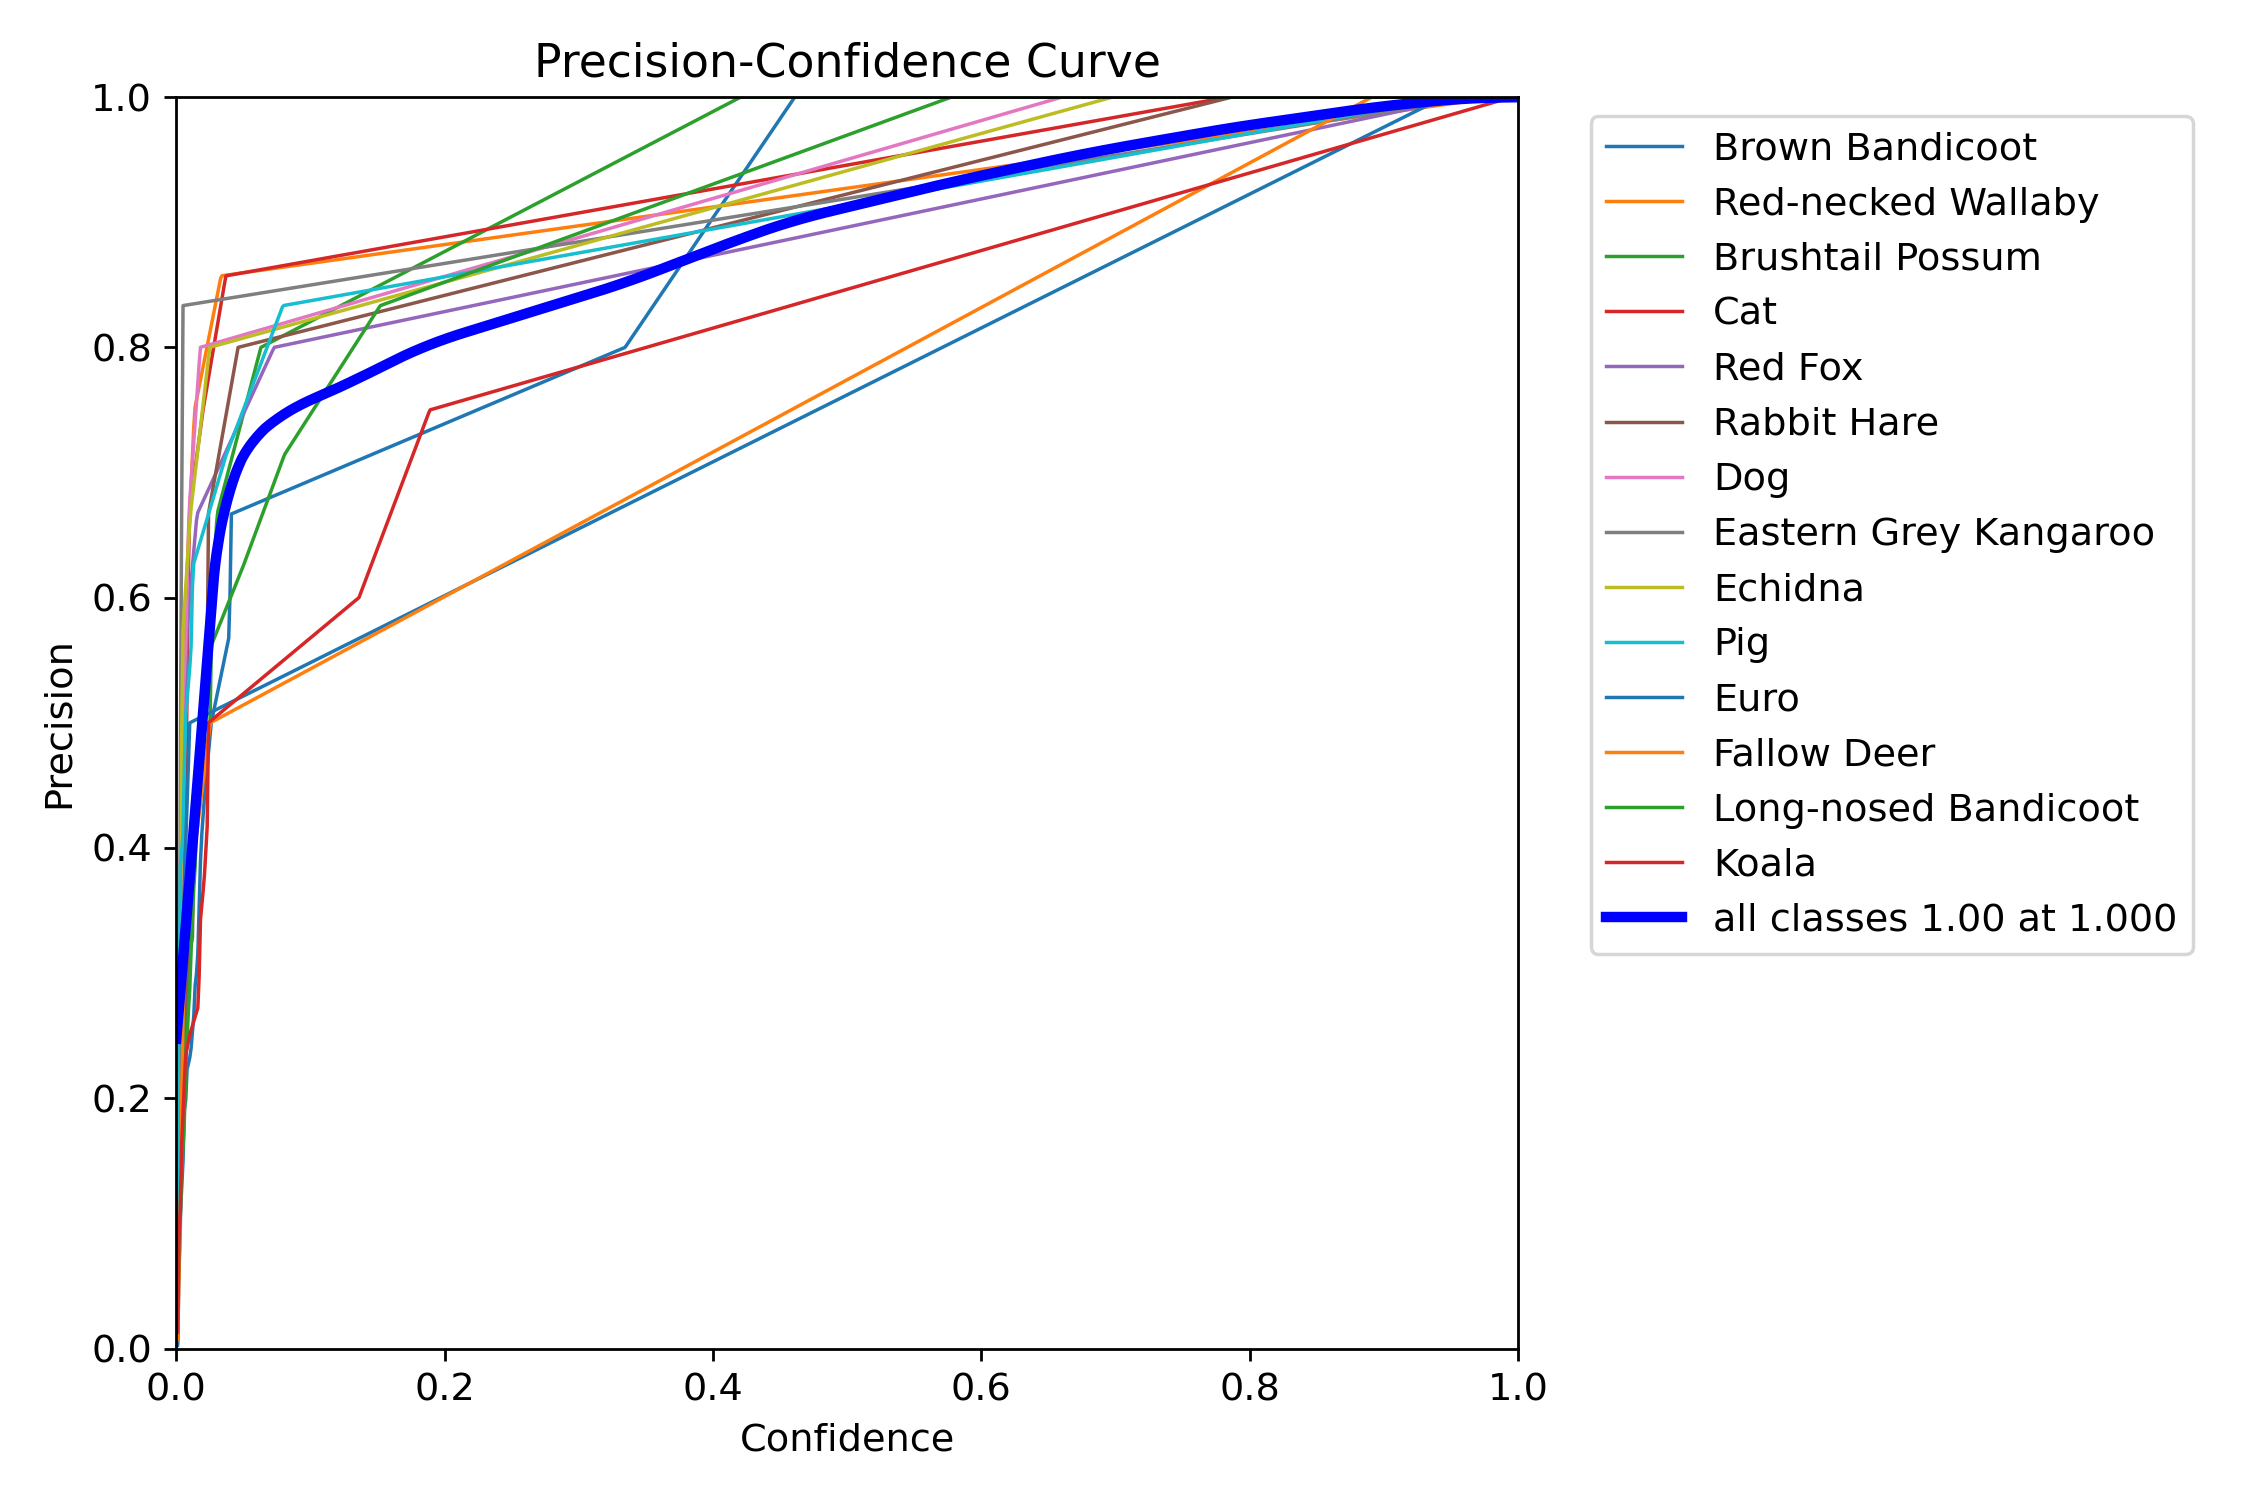 Precision-Confidence Curve
1.0
0.8
0.6
0.4
0.2
0.0
Precision
0.0 0.2 0.4 0.6 0.8 1.0
Confidence
Brown Bandicoot
Red-necked Wallaby
Brushtail Possum
Cat
Red Fox
Rabbit Hare
Dog
Eastern Grey Kangaroo
Echidna
Pig
Euro
Fallow Deer
Long-nosed Bandicoot
Koala
all classes 1.00 at 1.000